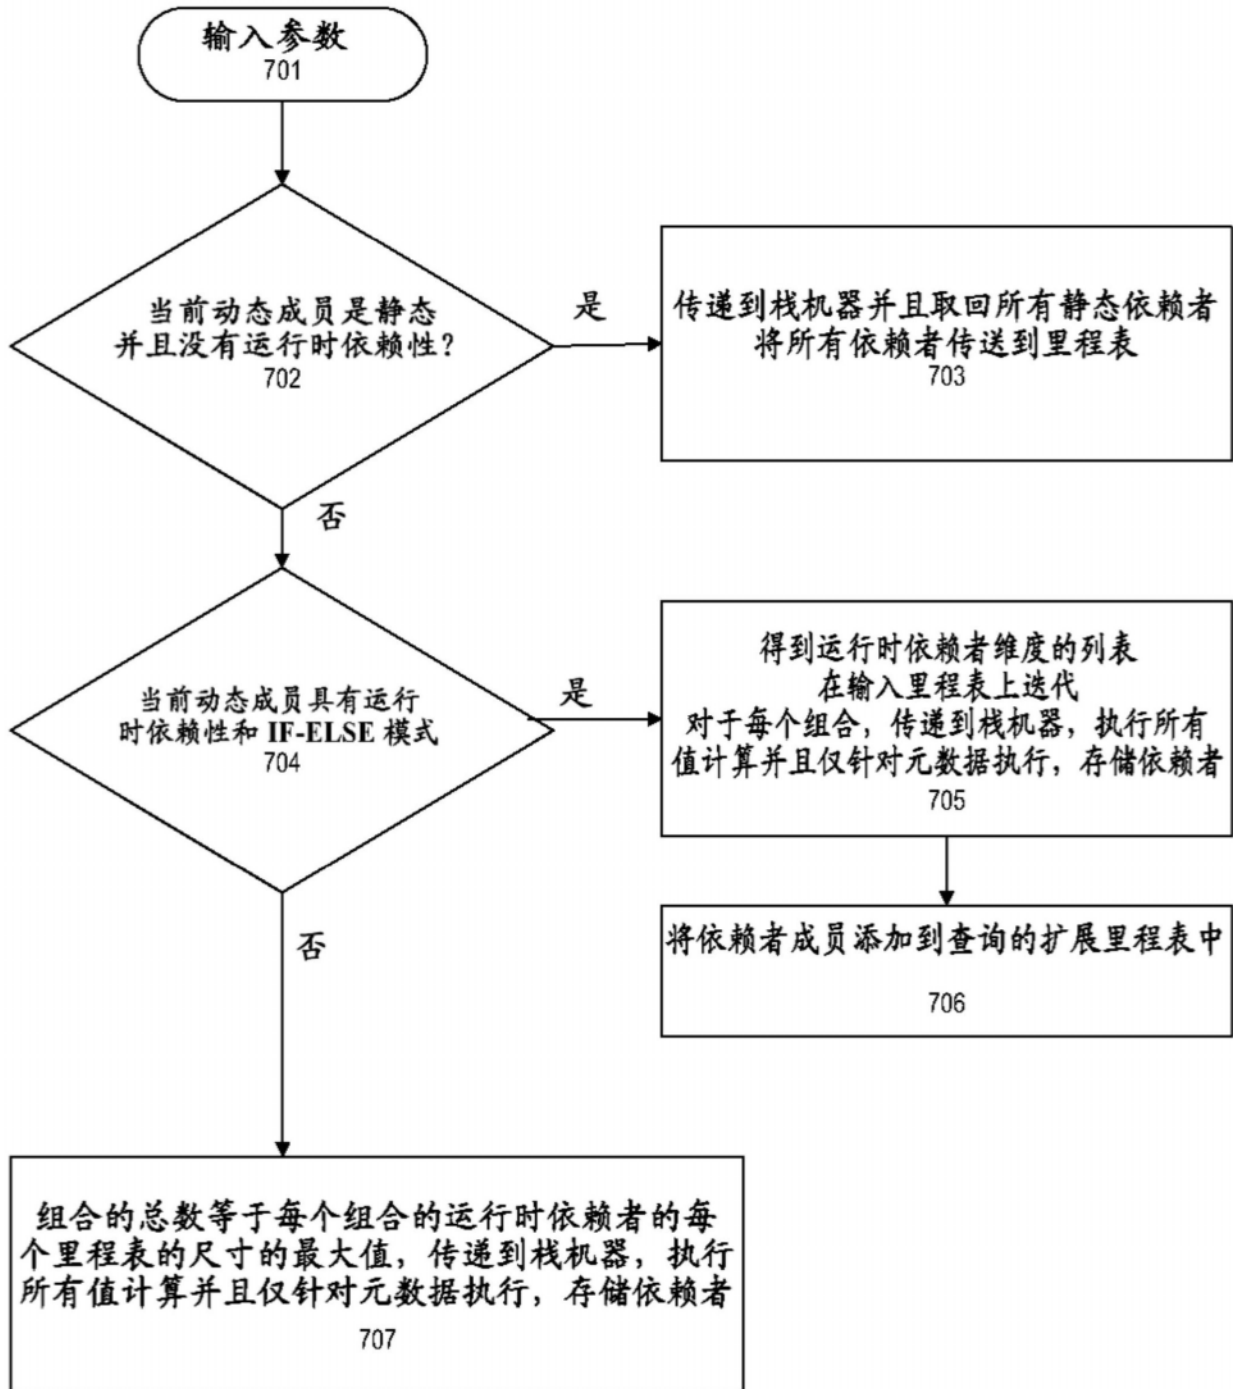 输入参数
701
当前动态成员是静态
并且没有运行时依赖性?
702
是
传递到栈机器并且取回所有静态依赖者
将所有依赖者传送到里程表
703
否
当前动态成员具有运行
时依赖性和 IF-ELSE 模式
704
是
得到运行时依赖者维度的列表
在输入里程表上迭代
对于每个组合，传递到栈机器，执行所有
值计算并且仅针对元数据执行，存储依赖者
705
将依赖者成员添加到查询的扩展里程表中
706
否
组合的总数等于每个组合的运行时依赖者的每
个里程表的尺寸的最大值，传递到栈机器，执行
所有值计算并且仅针对元数据执行，存储依赖者
707